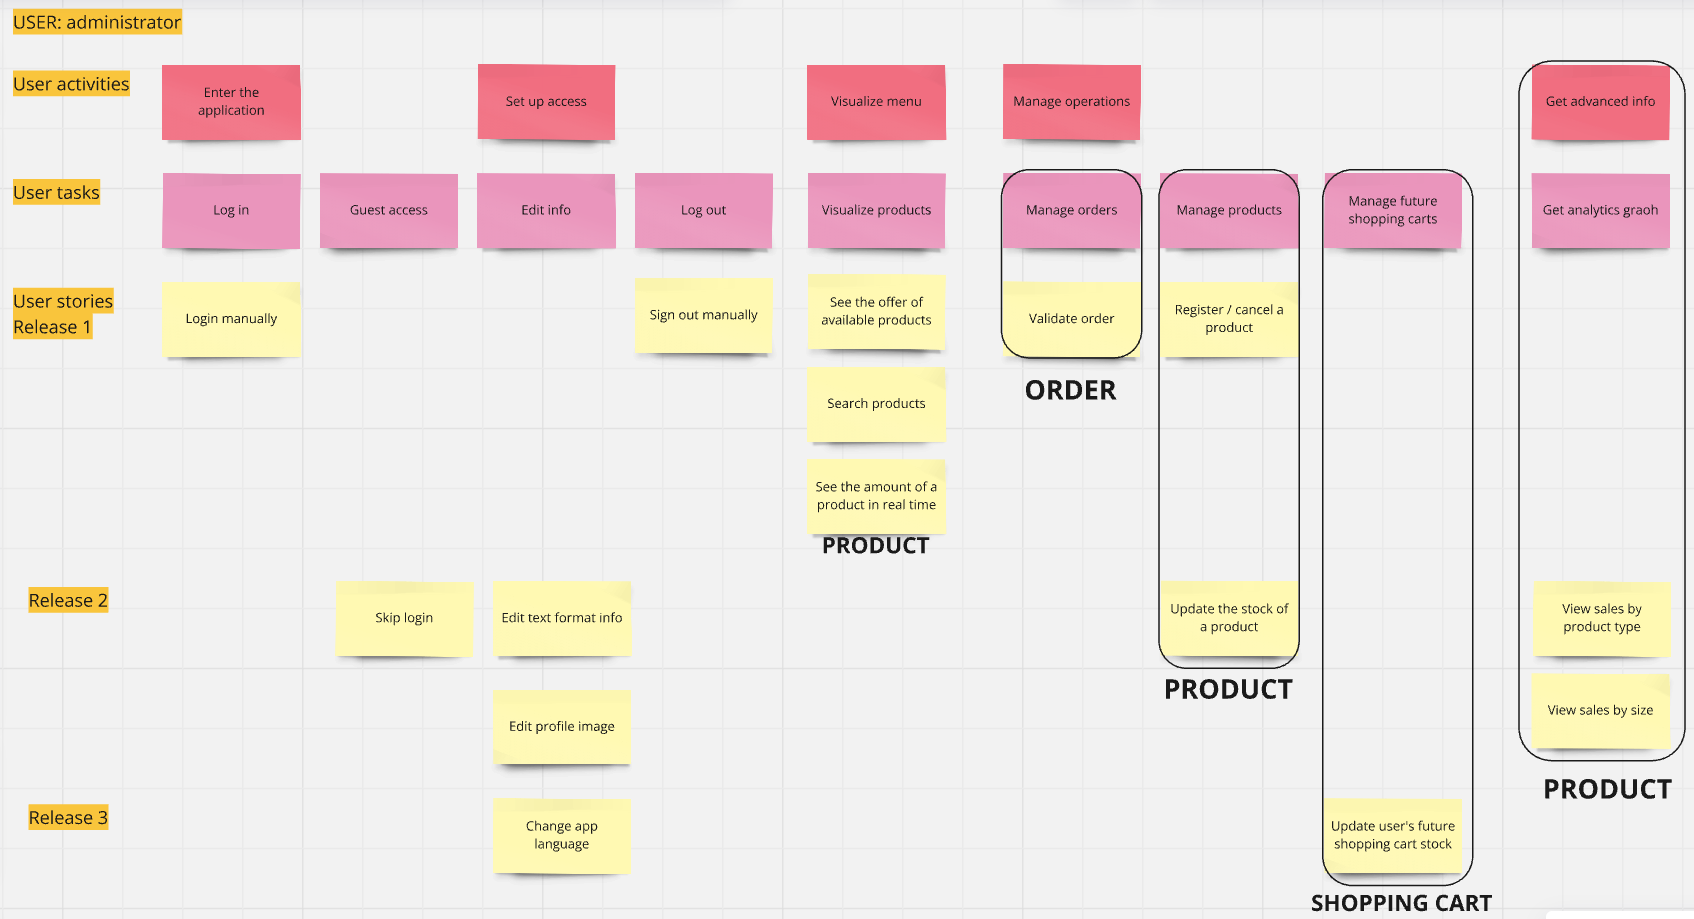 USER: administrator
User activities
Enter the
application
Set up access
Visualize menu
Manage operations
Get advanced info
User tasks
Log in
Guest access
Edit info
Log out
Visualize products
Manage orders
Manage products
Manage future
shopping carts
Get analytics graoh
User stories
Release 1
Login manually
Sign out manually
See the offer of
available products
Validate order
Register / cancel a
product
ORDER
Search products
See the amount of a
product in real time
PRODUCT
Release 2
Skip login
Edit text format info
Update the stock of
a product
View sales by
product type
PRODUCT
Edit profile image
View sales by size
PRODUCT
Release 3
Change app
language
Update user's future
shopping cart stock
SHOPPING CART